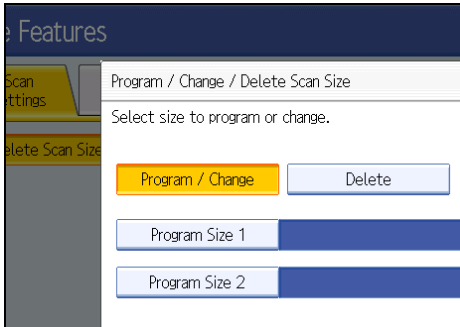 e Features
Scan
ettings
Program / Change / Delete Scan Size
Select size to program or change.
elete Scan Size
Program / Change
Delete
Program Size 1
Program Size 2